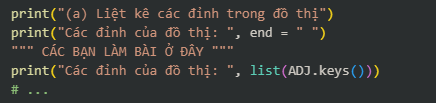 print("(a) Liệt kê các đỉnh trong đồ thị")
print("Các đỉnh của đồ thị: ", end = " ")
""" CÁC BẠN LÀM BÀI Ở ĐÂY """
print("Các đỉnh của đồ thị: ", list(ADJ.keys()))
# ...